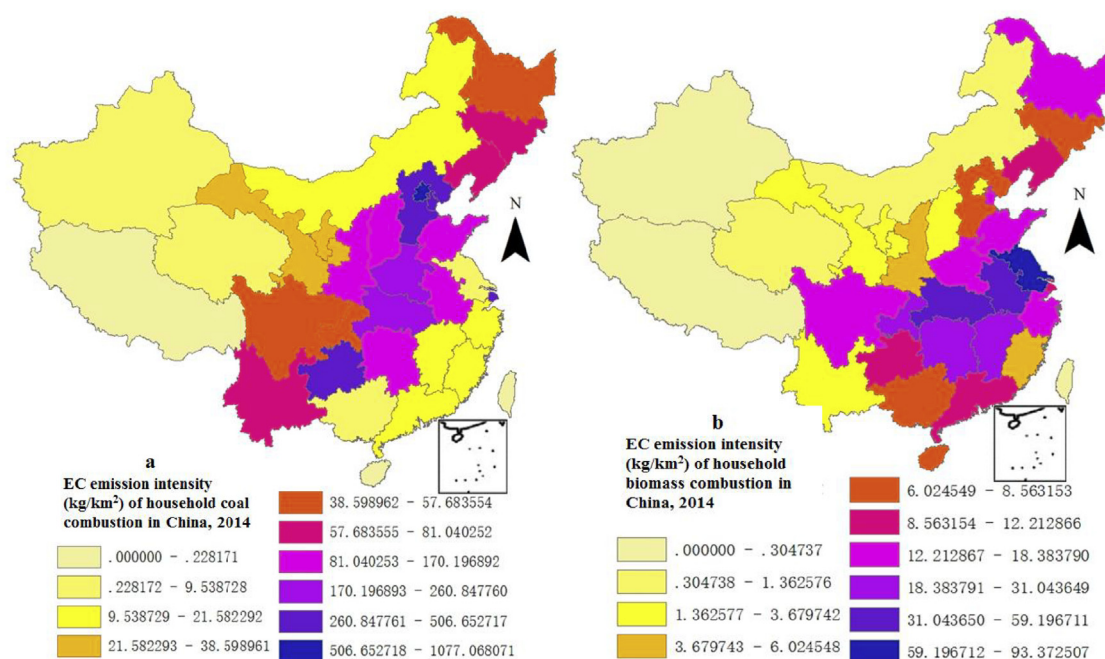 N
a
EC emission intensity
(kg/km²) of household coal
combustion in China, 2014
.000000 - .228171
.228172 - 9.538728
9.538729 - 21.582292
21.582293 - 38.598961
38.598962 - 57.683554
57.683555 - 81.040252
81.040253 - 170.196892
170.196893 - 260.847760
260.847761 - 506.652717
506.652718 - 1077.068071
N
b
EC emission intensity
(kg/km²) of household
biomass combustion in
China, 2014
.000000 - .304737
.304738 - 1.362576
1.362577 - 3.679742
3.679743 - 6.024548
6.024549 - 8.563153
8.563154 - 12.212866
12.212867 - 18.383790
18.383791 - 31.043649
31.043650 - 59.196711
59.196712 - 93.372507